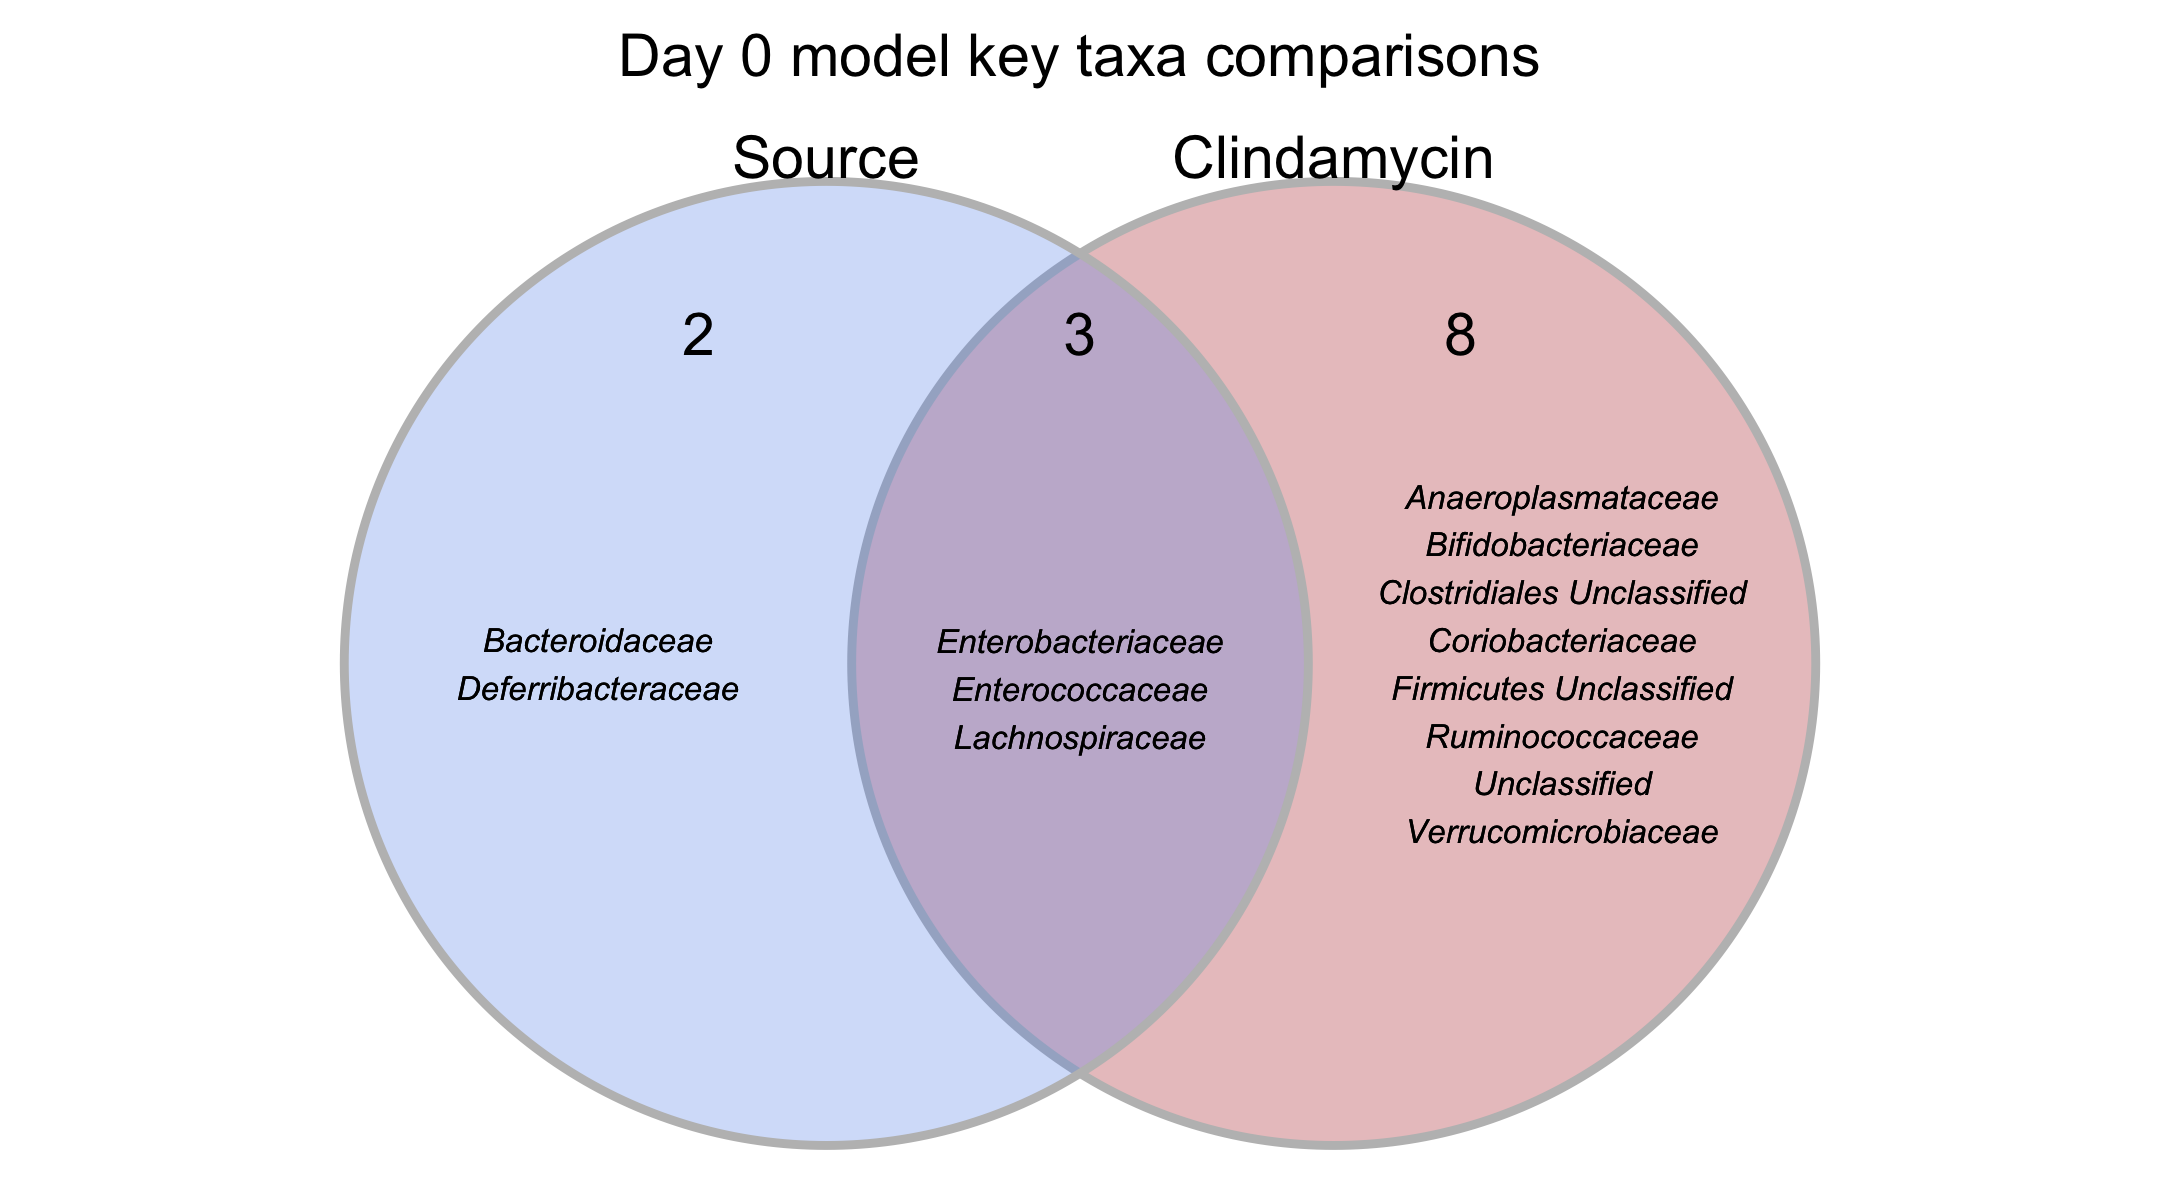 Day 0 model key taxa comparisons
Source
Clindamycin
2
3
8
Bacteroidaceae
Deferribacteraceae
Enterobacteriaceae
Enterococcaceae
Lachnospiraceae
Anaeroplasmataceae
Bifidobacteriaceae
Clostridiales Unclassified
Coriobacteriaceae
Firmicutes Unclassified
Ruminococcaceae
Unclassified
Verrucomicrobiaceae